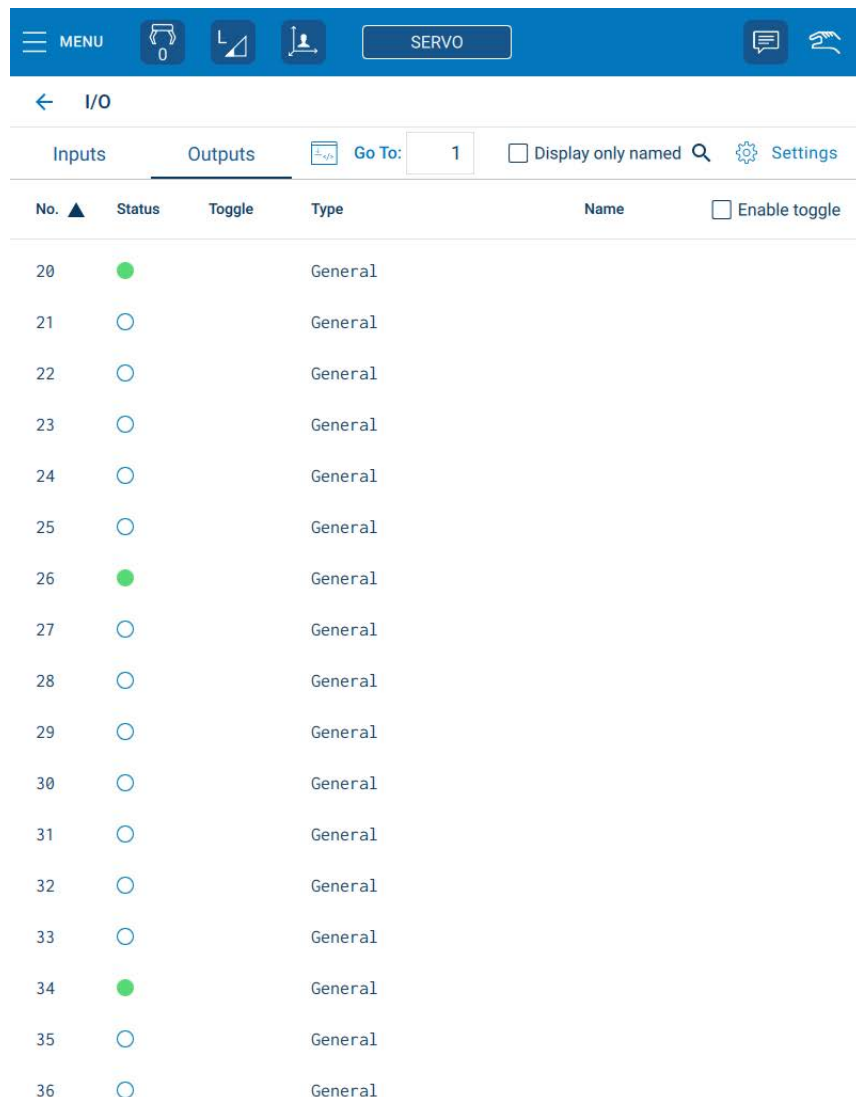 MENU 0 L SERVO
I/O
Inputs Outputs Go To: 1 Display only named Settings
No. Status Toggle Type Name Enable toggle
20 General
21 General
22 General
23 General
24 General
25 General
26 General
27 General
28 General
29 General
30 General
31 General
32 General
33 General
34 General
35 General
36 General